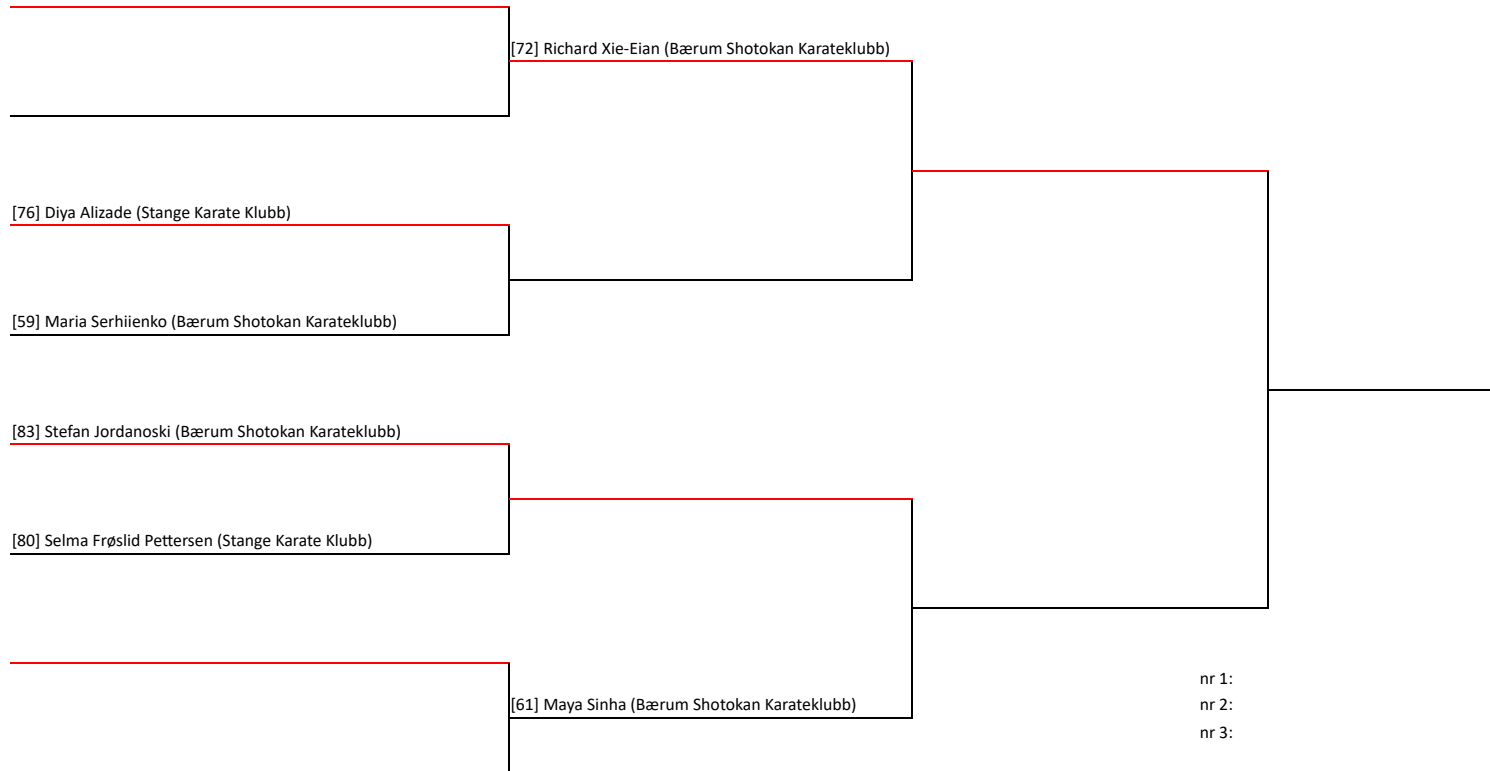 [72] Richard Xie-Eian (Bærum Shotokan Karateklubb)
[76] Diya Alizade (Stange Karate Klubb)
[59] Maria Serhiienko (Bærum Shotokan Karateklubb)
[83] Stefan Jordanoski (Bærum Shotokan Karateklubb)
[80] Selma Frøslid Pettersen (Stange Karate Klubb)
[61] Maya Sinha (Bærum Shotokan Karateklubb)
nr 1:
nr 2:
nr 3: